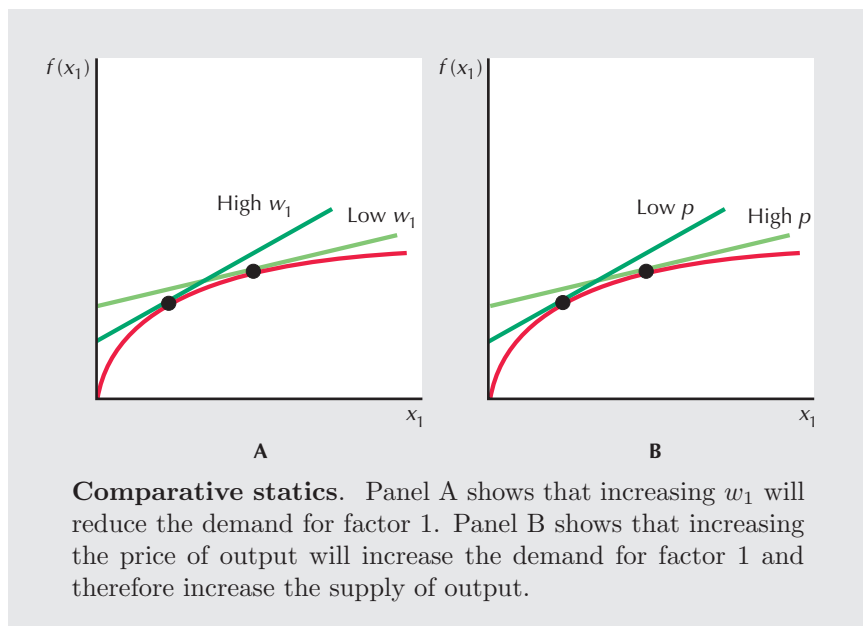 f(x₁)
High w₁
Low w₁
x₁
A
f(x₁)
Low p
High p
x₁
B
Comparative statics. Panel A shows that increasing w₁ will
reduce the demand for factor 1. Panel B shows that increasing
the price of output will increase the demand for factor 1 and
therefore increase the supply of output.